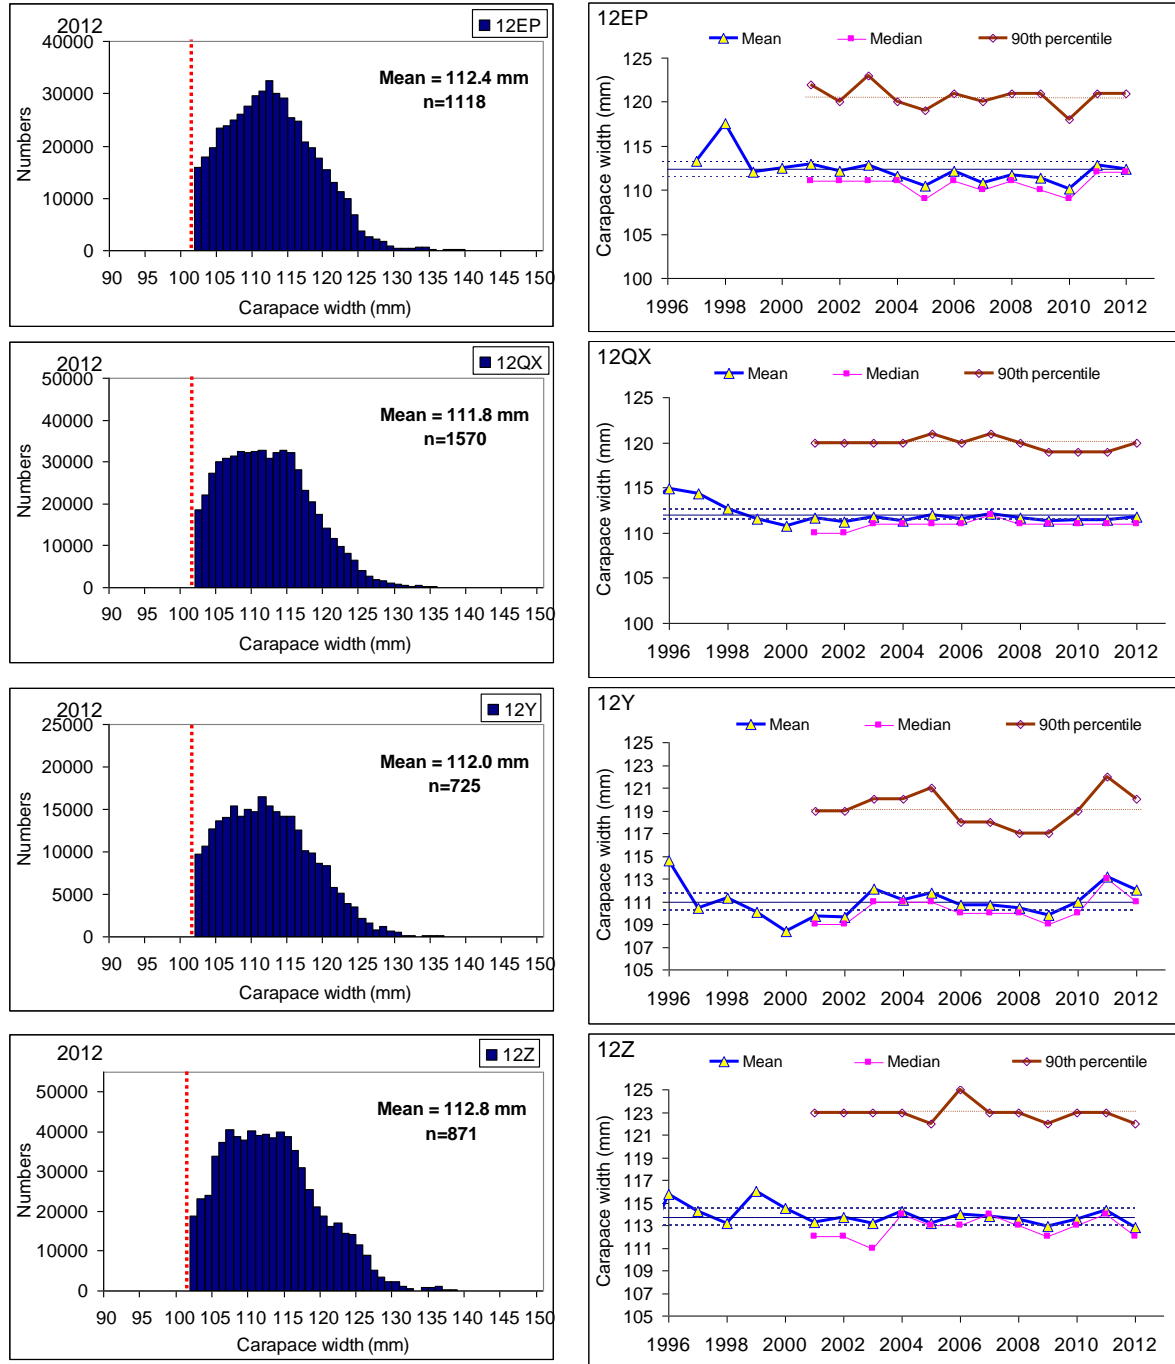 2012
12EP
40000
30000
20000
10000
0
Numbers
Mean = 112.4 mm
n=1118
90 95 100 105 110 115 120 125 130 135 140 145 150
Carapace width (mm)
12EP
Mean Median 90th percentile
125
120
115
110
105
100
Carapace width (mm)
1996 1998 2000 2002 2004 2006 2008 2010 2012
2012
12QX
50000
40000
30000
20000
10000
0
Numbers
Mean = 111.8 mm
n=1570
90 95 100 105 110 115 120 125 130 135 140 145 150
Carapace width (mm)
12QX
Mean Median 90th percentile
125
120
115
110
105
100
Carapace width (mm)
1996 1998 2000 2002 2004 2006 2008 2010 2012
2012
12Y
25000
20000
15000
10000
5000
0
Numbers
Mean = 112.0 mm
n=725
90 95 100 105 110 115 120 125 130 135 140 145 150
Carapace width (mm)
12Y
Mean Median 90th percentile
125
123
121
119
117
115
113
111
109
107
105
Carapace width (mm)
1996 1998 2000 2002 2004 2006 2008 2010 2012
2012
12Z
50000
40000
30000
20000
10000
0
Numbers
Mean = 112.8 mm
n=871
90 95 100 105 110 115 120 125 130 135 140 145 150
Carapace width (mm)
12Z
Mean Median 90th percentile
125
123
121
119
117
115
113
111
109
107
105
Carapace width (mm)
1996 1998 2000 2002 2004 2006 2008 2010 2012